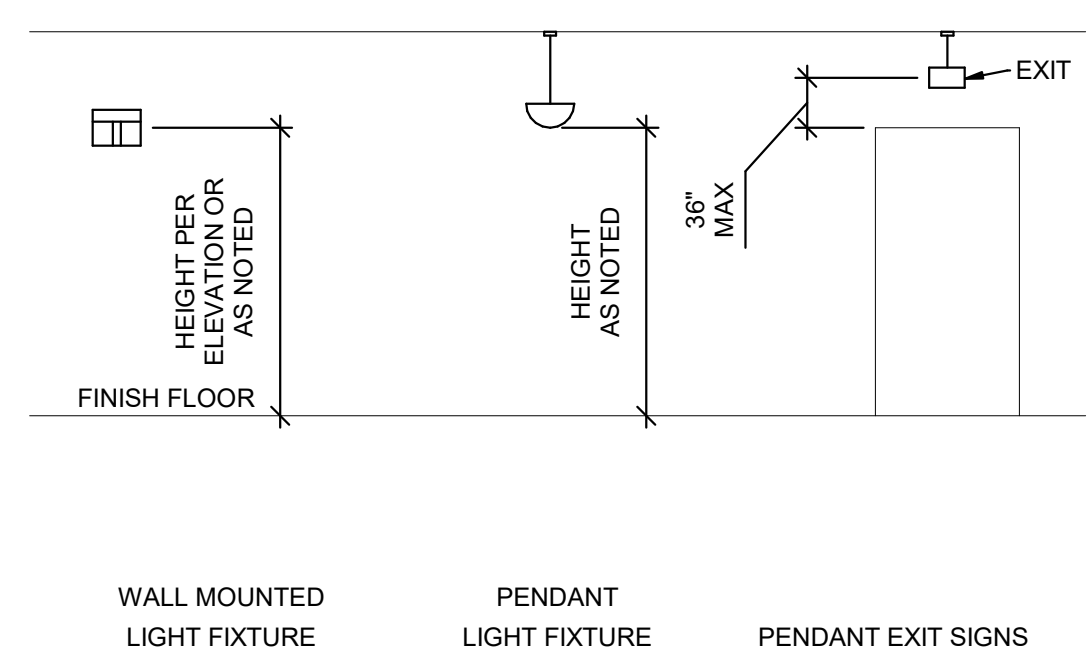 EXIT
36"
MAX
HEIGHT PER
ELEVATION OR
AS NOTED
HEIGHT
AS NOTED
FINISH FLOOR
WALL MOUNTED
LIGHT FIXTURE
PENDANT
LIGHT FIXTURE
PENDANT EXIT SIGNS